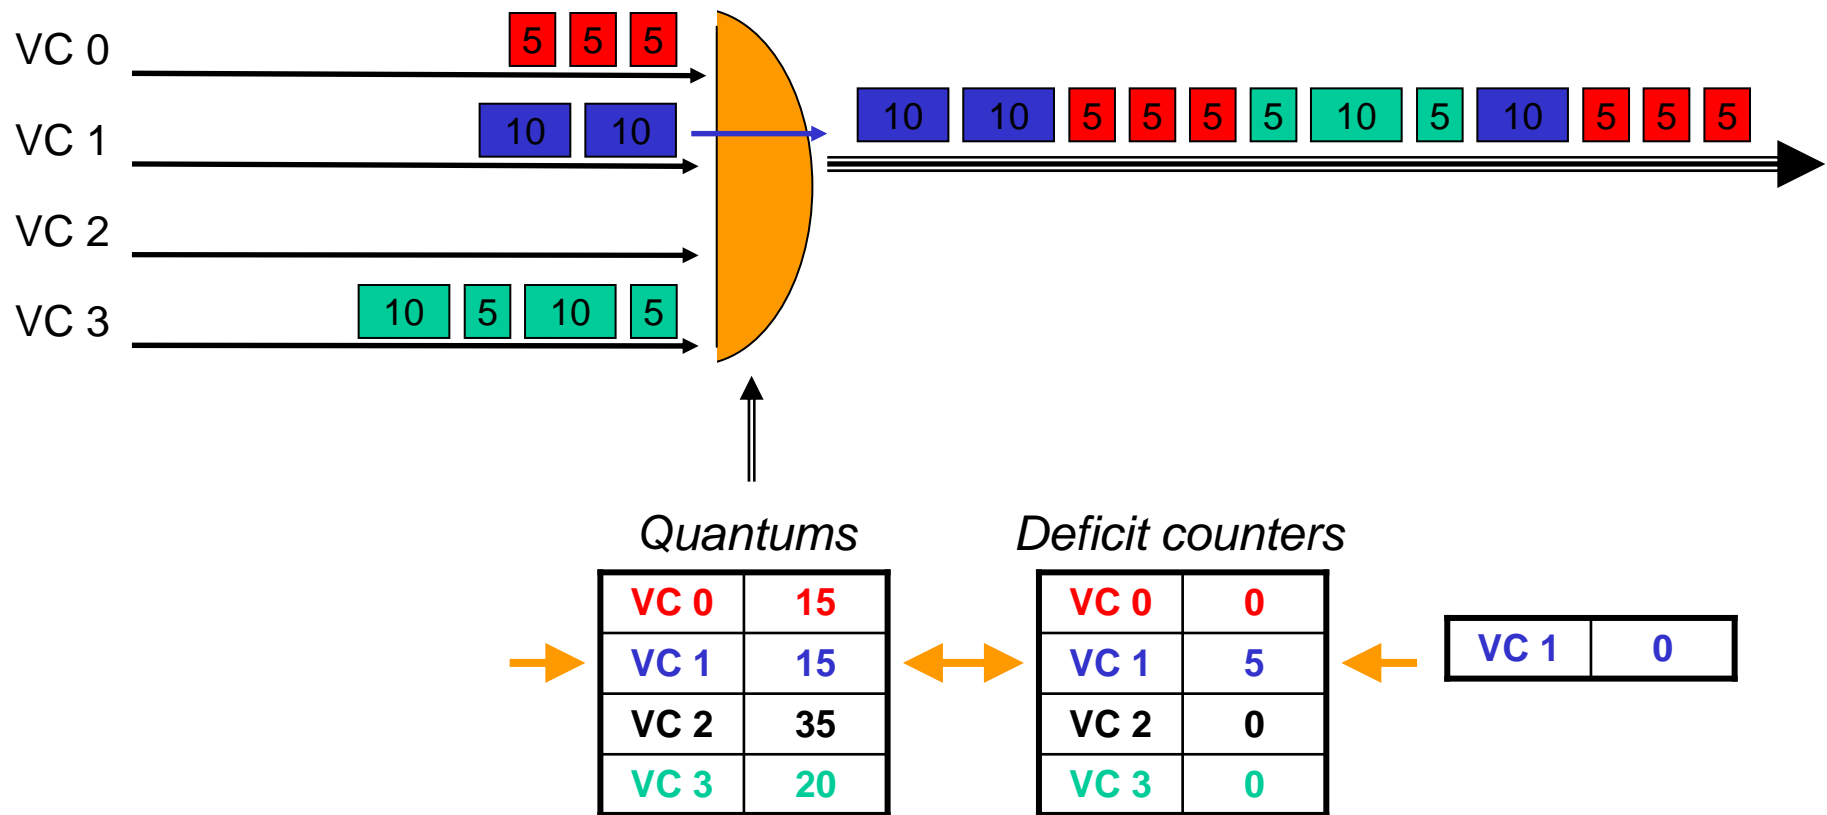 VC 0
5 5 5
VC 1
10 10
10 10 5 5 5 5 10 5 10 5 5 5
VC 2
VC 3
10 5 10 5
Quantums
VC 0 15
VC 1 15
VC 2 35
VC 3 20
Deficit counters
VC 0 0
VC 1 5
VC 2 0
VC 3 0
VC 1 0